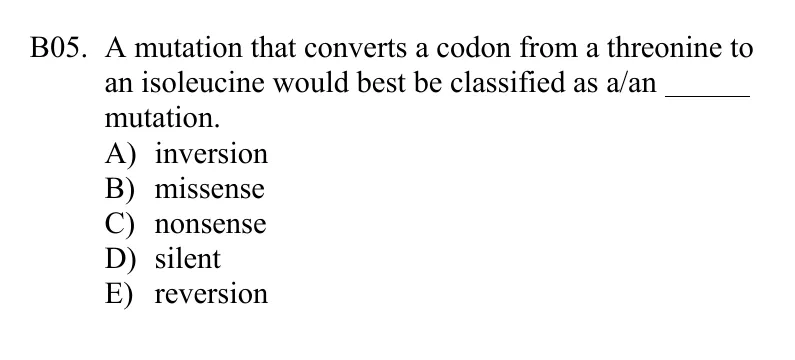 B05. A mutation that converts a codon from a threonine to
an isoleucine would best be classified as a/an ______
mutation.
A) inversion
B) missense
C) nonsense
D) silent
E) reversion